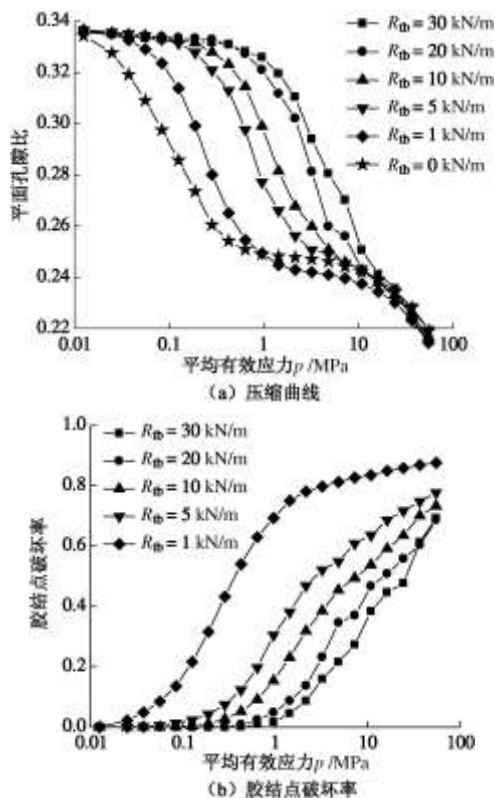 0.34
0.32
0.30
0.28
0.26
0.24
0.22
平面孔隙比
R_tb = 30 kN/m
R_tb = 20 kN/m
R_tb = 10 kN/m
R_tb = 5 kN/m
R_tb = 1 kN/m
R_tb = 0 kN/m
0.01 0.1 1 10 100
平均有效应力p /MPa
(a) 压缩曲线
1.0
0.8
0.6
0.4
0.2
0.0
胶结点破坏率
R_tb = 30 kN/m
R_tb = 20 kN/m
R_tb = 10 kN/m
R_tb = 5 kN/m
R_tb = 1 kN/m
0.01 0.1 1 10 100
平均有效应力p /MPa
(b) 胶结点破坏率